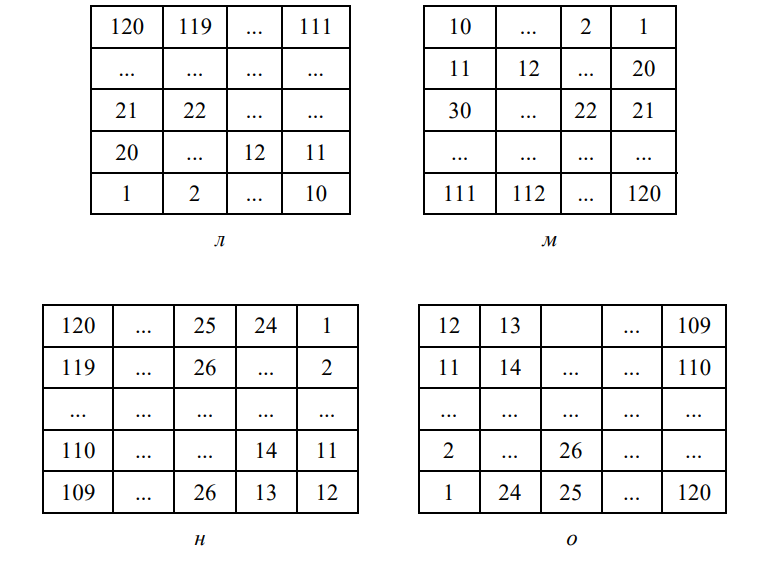 120 119 ... 111
... ... ... ...
21 22 ... ...
20 ... 12 11
1 2 ... 10
л
10 ... 2 1
11 12 ... 20
30 ... 22 21
... ... ... ...
111 112 ... 120
м
120 ... 25 24 1
119 ... 26 ... 2
... ... ... ... ...
110 ... ... 14 11
109 ... 26 13 12
н
12 13 ... 109
11 14 ... ... 110
... ... ... ... ...
2 ... 26 ... ...
1 24 25 ... 120
о